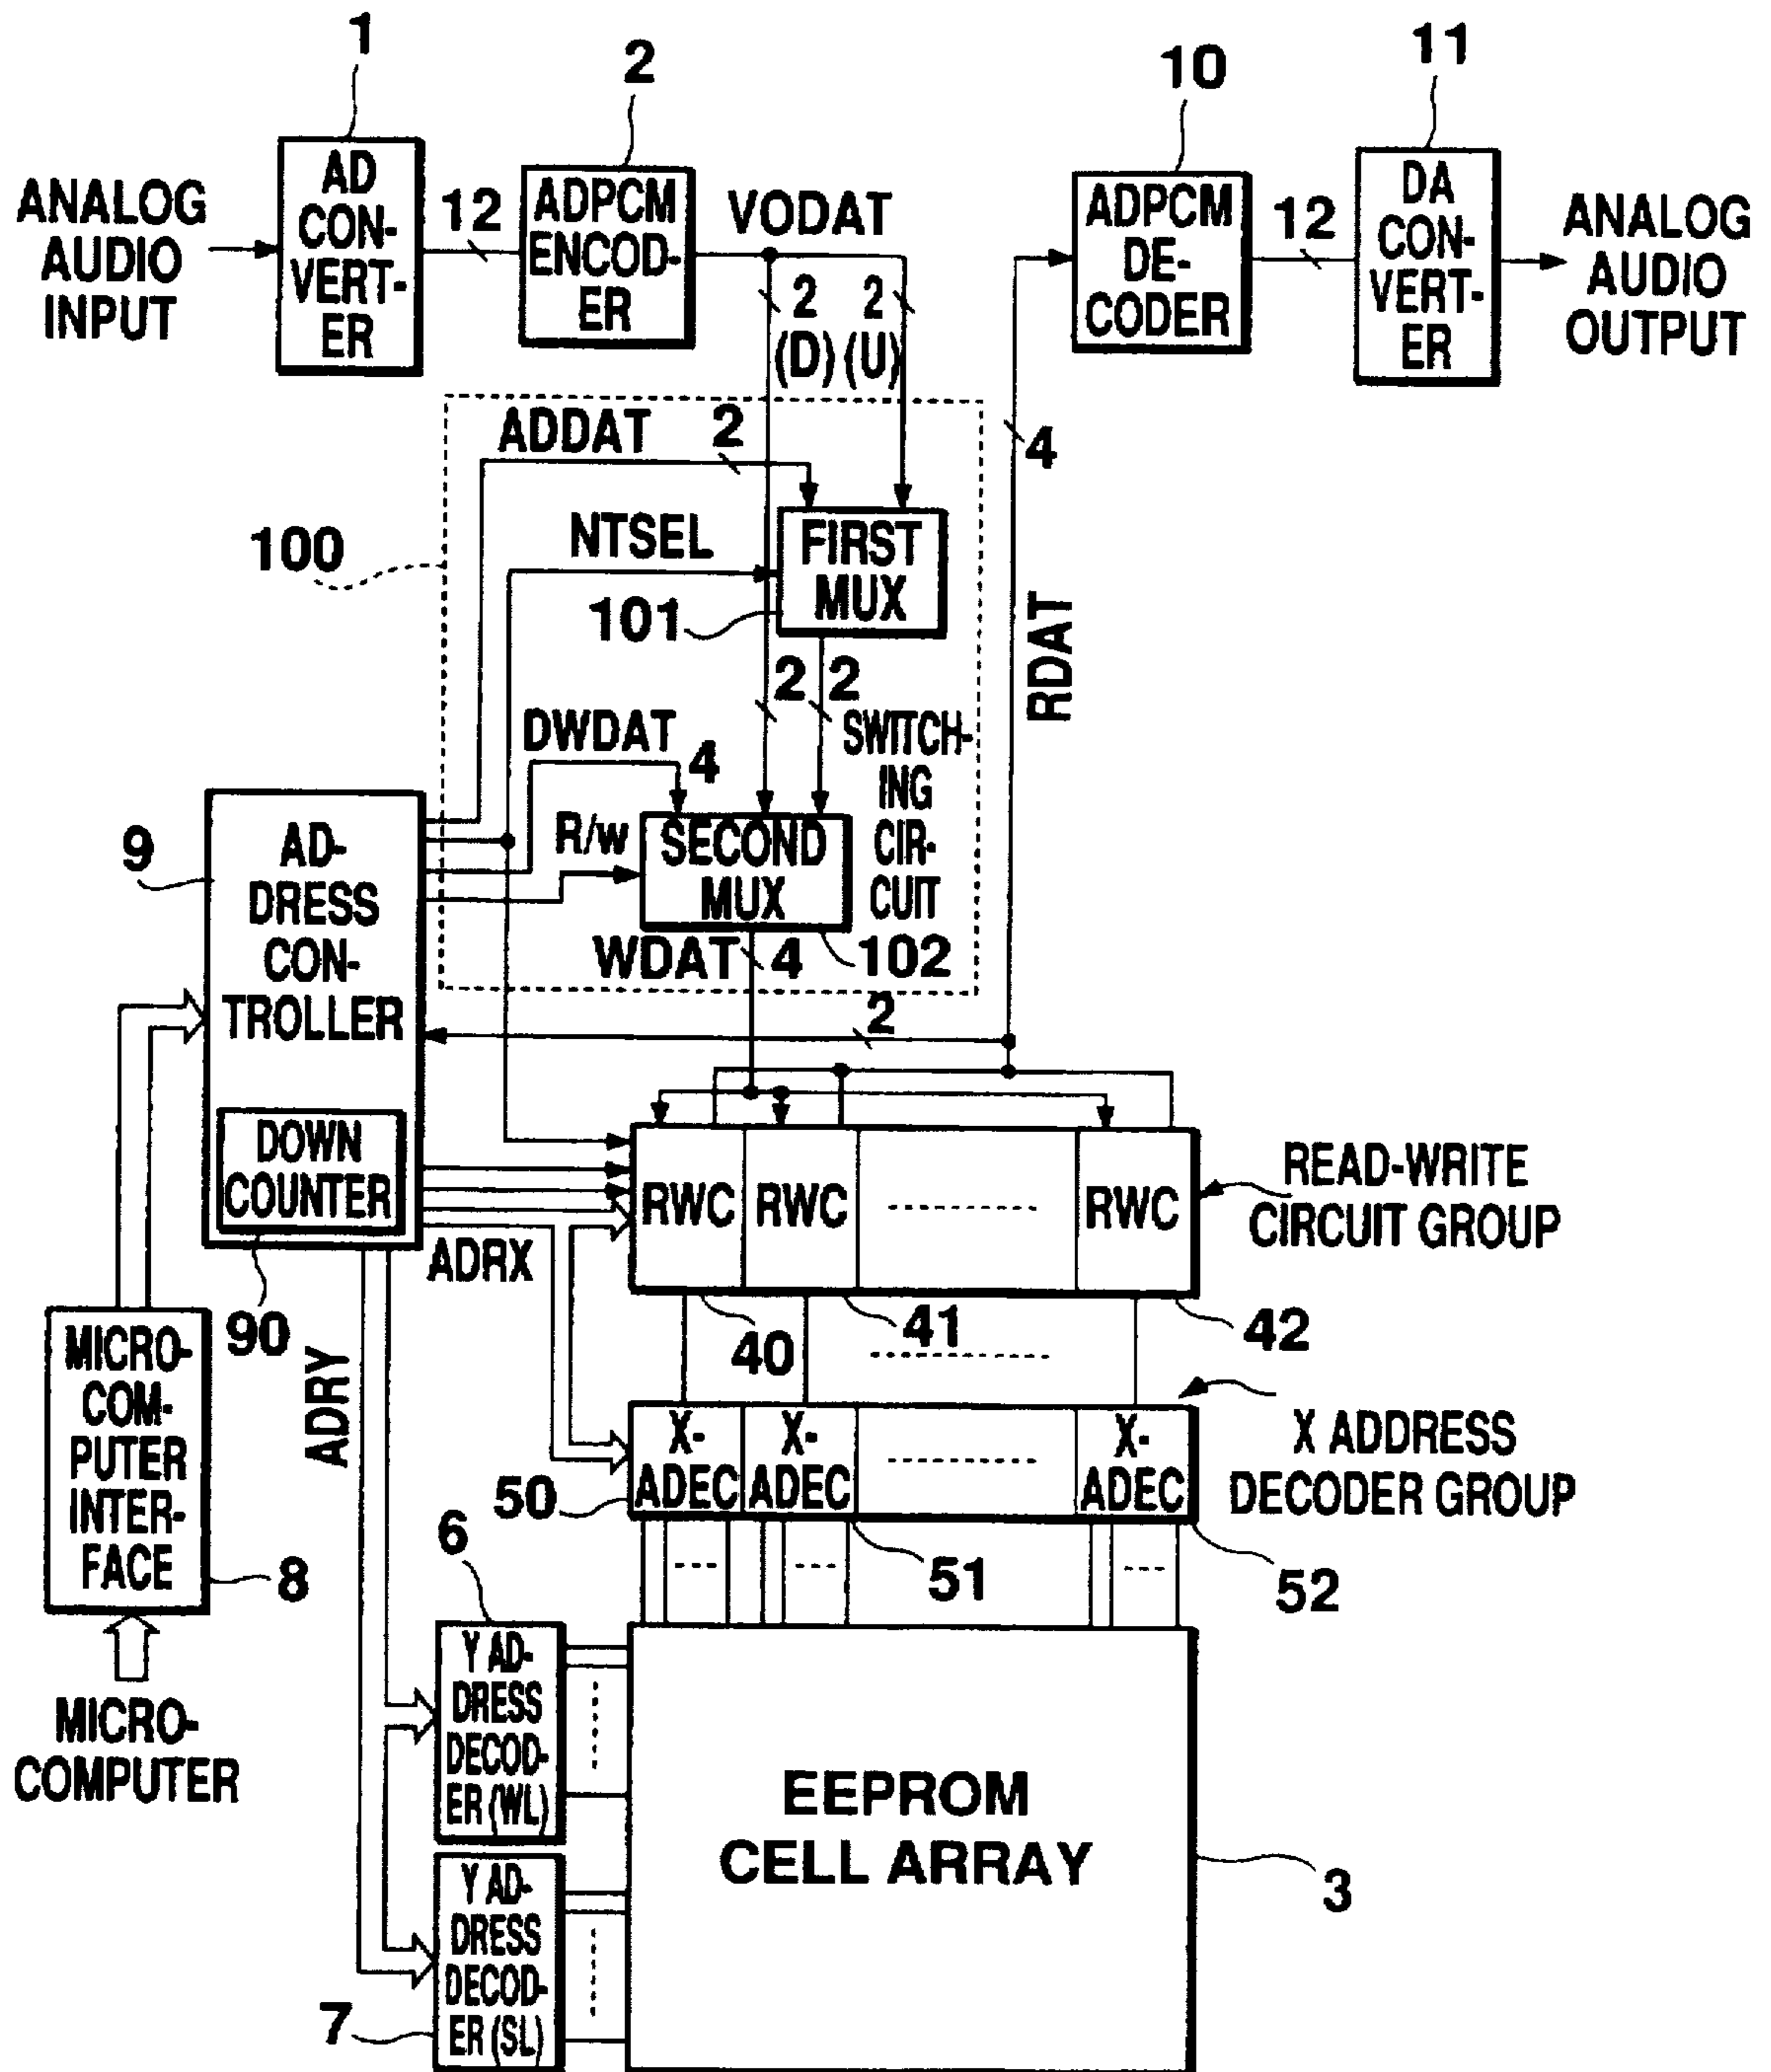 1
2
10
11
ANALOG
AUDIO
INPUT
AD
CON-
VERT-
ER
12
ADPCM
ENCOD-
ER
VODAT
2
(D)
2
(U)
ADPCM
DE-
CODER
12
DA
CON-
VERT-
ER
ANALOG
AUDIO
OUTPUT
ADDAT
2
4
100
NTSEL
FIRST
MUX
101
RDAT
2
2
DWDAT
4
SWITCH-
ING
CIR-
CUIT
9
AD-
DRESS
CON-
TROLLER
R/w
SECOND
MUX
WDAT
4
102
2
DOWN
COUNTER
90
RWC
RWC
RWC
READ-WRITE
CIRCUIT GROUP
ADRX
40
41
42
ADRY
MICRO-
COM-
PUTER
INTER-
FACE
8
MICRO-
COMPUTER
X-
ADEC
X-
ADEC
X-
ADEC
X ADDRESS
DECODER GROUP
50
51
52
6
Y AD-
DRESS
DECOD-
ER (WL)
Y AD-
DRESS
DECOD-
ER (SL)
7
EEPROM
CELL ARRAY
3